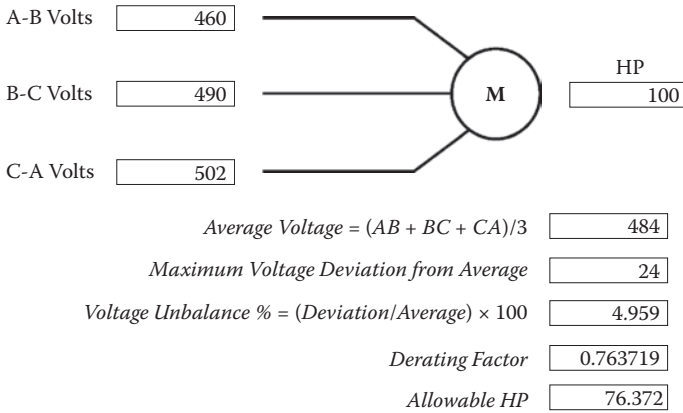 A-B Volts 460
HP
B-C Volts 490 M 100
C-A Volts 502
Average Voltage = (AB + BC + CA)/3 484
Maximum Voltage Deviation from Average 24
Voltage Unbalance % = (Deviation/Average) × 100 4.959
Derating Factor 0.763719
Allowable HP 76.372